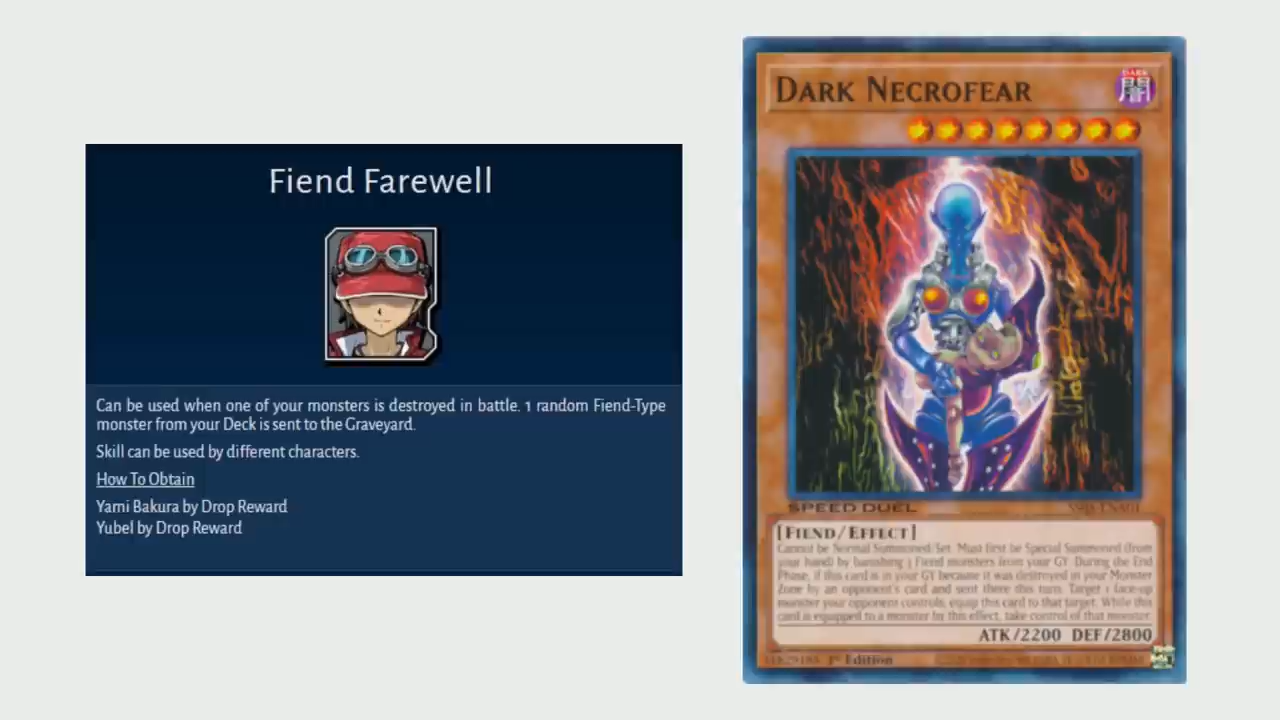 Fiend Farewell
Can be used when one of your monsters is destroyed in battle. 1 random Fiend-Type
monster from your Deck is sent to the Graveyard.
Skill can be used by different characters.
How To Obtain
Yami Bakura by Drop Reward
Yubel by Drop Reward
DARK NECROFEAR
DARK
闇
SPEED DUEL
[FIEND/EFFECT]
Cannot be Normal Summoned/Set. Must first be Special Summoned (from
your hand) by banishing 3 Fiend monsters from your GY. During the End
Phase, if this card is in your GY because it was destroyed in your Monster
Zone by an opponent's card and sent there this turn: Target 1 face-up
monster your opponent controls; equip this card to that target. While this
card is equipped to a monster by this effect, take control of that monster.
ATK/2200 DEF/2800
1st Edition